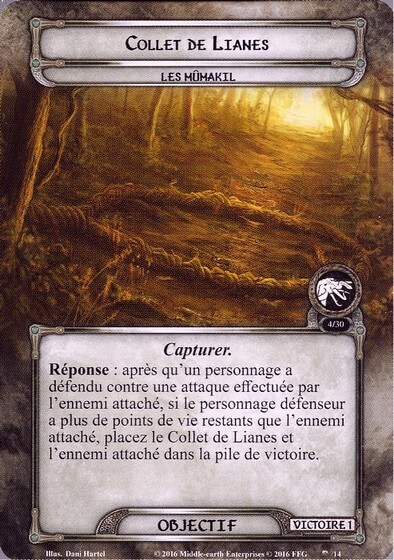 COLLET DE LIANES
LES MÛMAKIL
4/30
Capturer.
Réponse : après qu'un personnage a
défendu contre une attaque effectuée par
l'ennemi attaché, si le personnage défenseur
a plus de points de vie restants que l'ennemi
attaché, placez le Collet de Lianes et
l'ennemi attaché dans la pile de victoire.
OBJECTIF
VICTOIRE 1
Illus. Dani Hartel © 2016 Middle-earth Enterprises © 2016 FFG 14